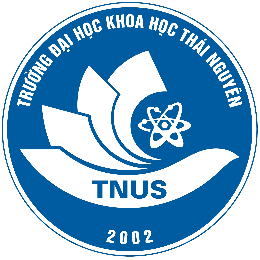 TRƯỜNG ĐẠI HỌC KHOA HỌC THÁI NGUYÊN
TNUS
2002